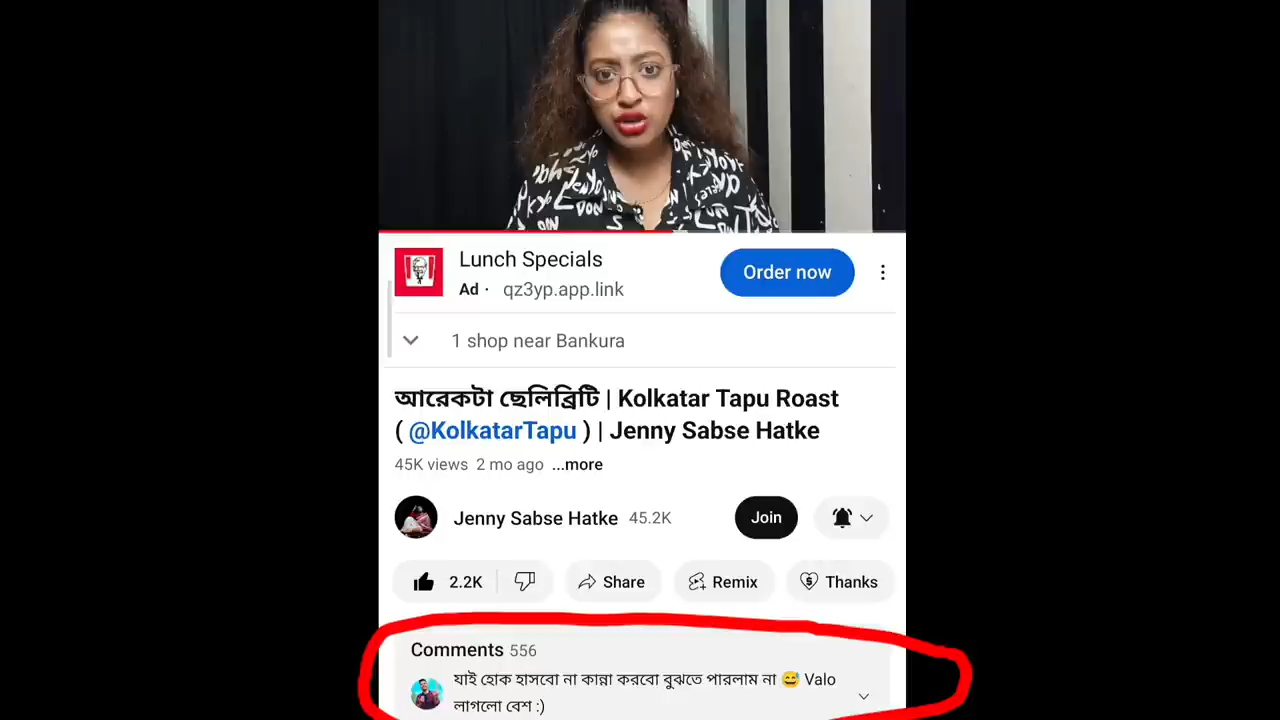 Lunch Specials
Ad · qz3yp.app.link
Order now
1 shop near Bankura
আরেকটা ছেলিব্রিটি | Kolkatar Tapu Roast
( @KolkatarTapu ) | Jenny Sabse Hatke
45K views 2 mo ago ...more
Jenny Sabse Hatke 45.2K
Join
2.2K
Share
Remix
Thanks
Comments 556
যাই হোক হাসবো না কান্না করবো বুঝতে পারলাম না 😅 Valo
লাগলো বেশ :)